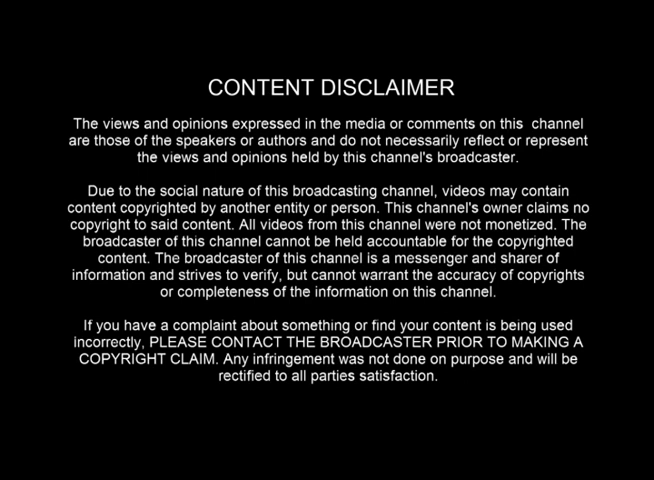 CONTENT DISCLAIMER
The views and opinions expressed in the media or comments on this channel
are those of the speakers or authors and do not necessarily reflect or represent
the views and opinions held by this channel's broadcaster.
Due to the social nature of this broadcasting channel, videos may contain
content copyrighted by another entity or person. This channel's owner claims no
copyright to said content. All videos from this channel were not monetized. The
broadcaster of this channel cannot be held accountable for the copyrighted
content. The broadcaster of this channel is a messenger and sharer of
information and strives to verify, but cannot warrant the accuracy of copyrights
or completeness of the information on this channel.
If you have a complaint about something or find your content is being used
incorrectly, PLEASE CONTACT THE BROADCASTER PRIOR TO MAKING A
COPYRIGHT CLAIM. Any infringement was not done on purpose and will be
rectified to all parties satisfaction.